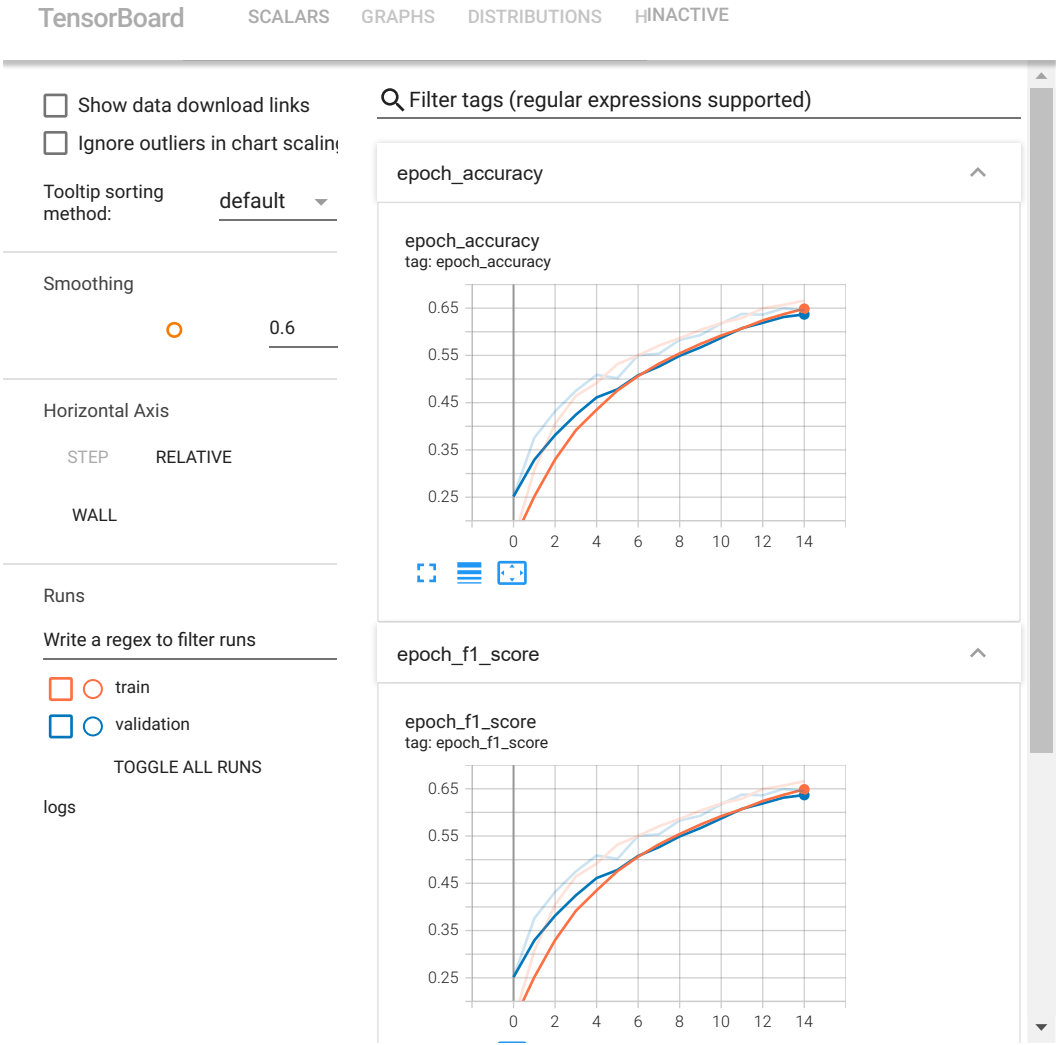 TensorBoard SCALARS GRAPHS DISTRIBUTIONS H INACTIVE
Show data download links
Ignore outliers in chart scaling
Tooltip sorting
method:
default
Smoothing
0.6
Horizontal Axis
STEP RELATIVE
WALL
Runs
Write a regex to filter runs
train
validation
TOGGLE ALL RUNS
logs
Filter tags (regular expressions supported)
epoch_accuracy
epoch_accuracy
tag: epoch_accuracy
0.65
0.55
0.45
0.35
0.25
0 2 4 6 8 10 12 14
epoch_f1_score
epoch_f1_score
tag: epoch_f1_score
0.65
0.55
0.45
0.35
0.25
0 2 4 6 8 10 12 14